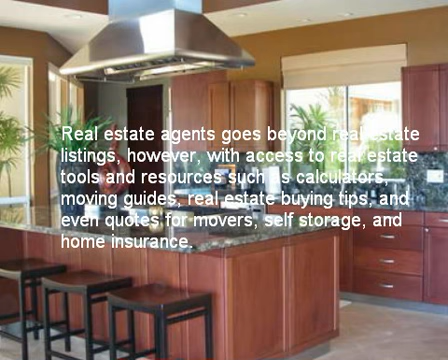 Real estate agents goes beyond real estate
listings, however, with access to real estate
tools and resources such as calculators,
moving guides, real estate buying tips, and
even quotes for movers, self storage, and
home insurance.